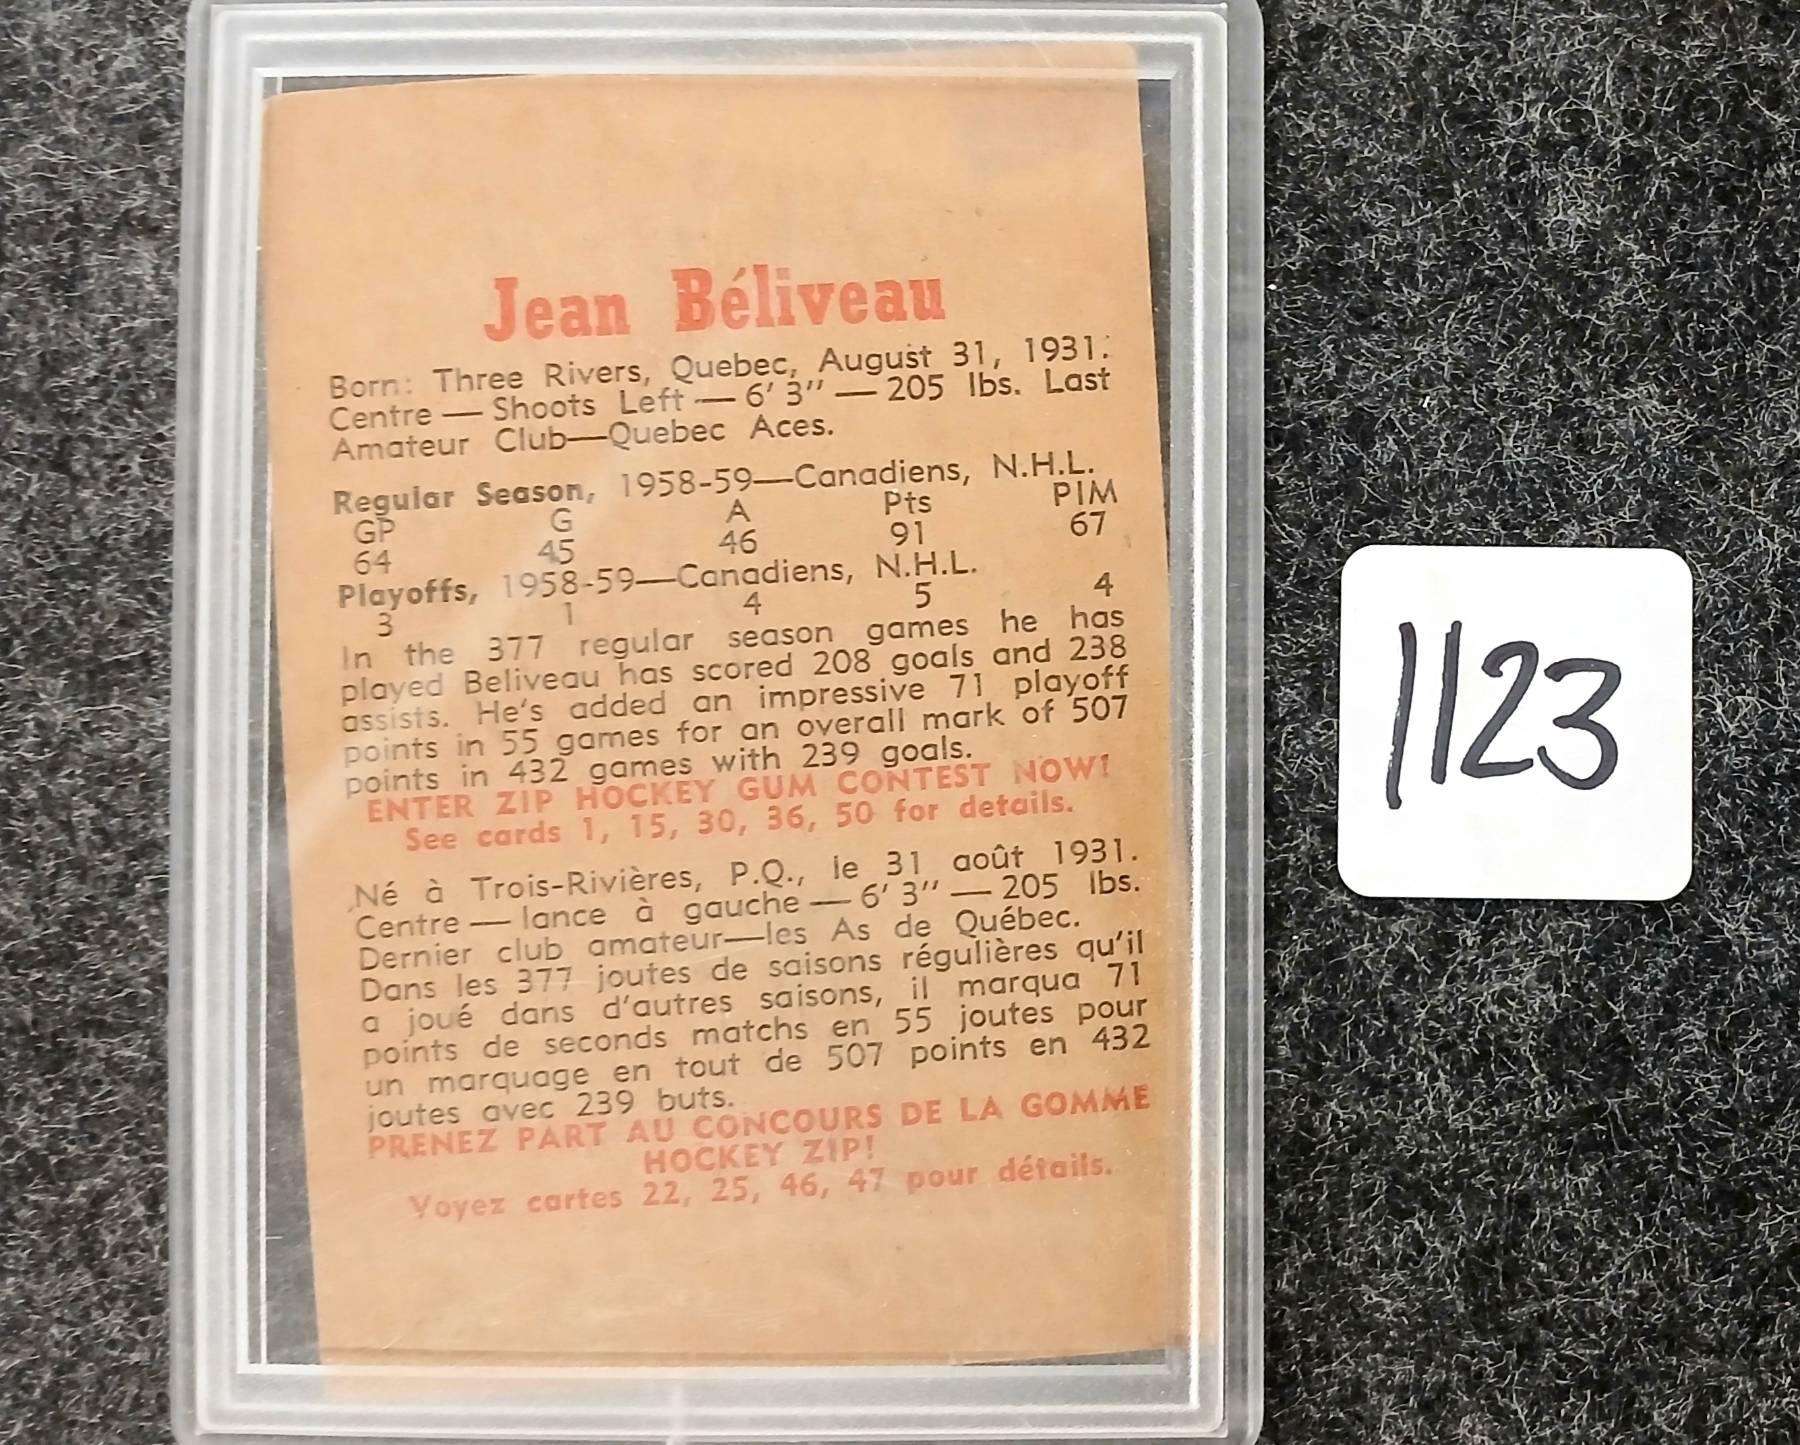 Jean Béliveau
Born: Three Rivers, Quebec, August 31, 1931.
Centre — Shoots Left — 6' 3" — 205 lbs. Last
Amateur Club—Quebec Aces.
Regular Season, 1958-59—Canadiens, N.H.L.
GP G A Pts PIM
64 45 46 91 67
Playoffs, 1958-59—Canadiens, N.H.L.
3 1 4 5 4
In the 377 regular season games he has
played Beliveau has scored 208 goals and 238
assists. He's added an impressive 71 playoff
points in 55 games for an overall mark of 507
points in 432 games with 239 goals.
ENTER ZIP HOCKEY GUM CONTEST NOW!
See cards 1, 15, 30, 36, 50 for details.
Né à Trois-Rivières, P.Q., le 31 août 1931.
Centre — lance à gauche — 6' 3" — 205 lbs.
Dernier club amateur—les As de Québec.
Dans les 377 joutes de saisons régulières qu'il
a joué dans d'autres saisons, il marqua 71
points de seconds matchs en 55 joutes pour
un marquage en tout de 507 points en 432
joutes avec 239 buts.
PRENEZ PART AU CONCOURS DE LA GOMME
HOCKEY ZIP!
Voyez cartes 22, 25, 46, 47 pour détails.
1123